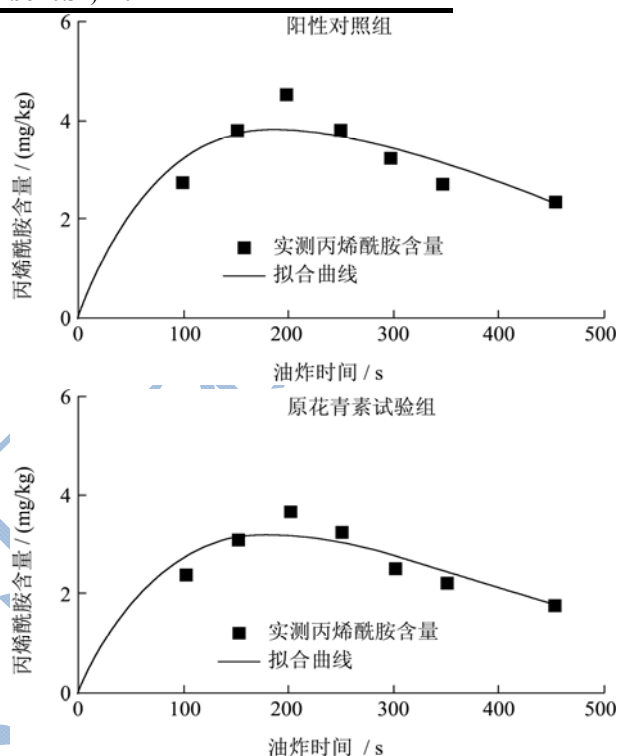 阳性对照组
6
4
2
0
丙烯酰胺含量 / (mg/kg)
实测丙烯酰胺含量
拟合曲线
0 100 200 300 400 500
油炸时间 / s
原花青素试验组
6
4
2
0
丙烯酰胺含量 / (mg/kg)
实测丙烯酰胺含量
拟合曲线
0 100 200 300 400 500
油炸时间 / s